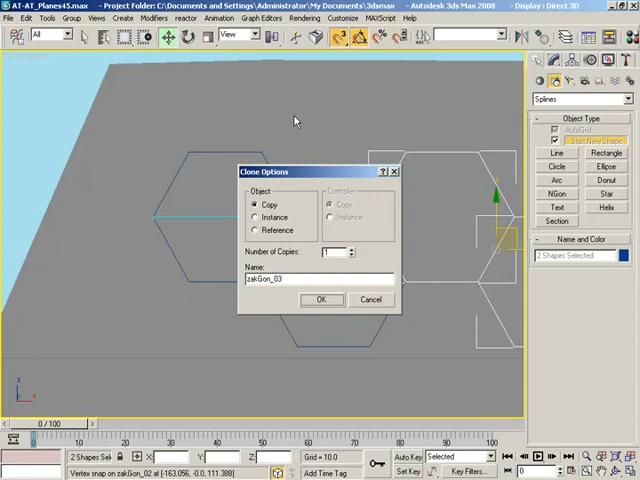 AT-AT_Planes45.max - Project Folder: C:\Documents and Settings\Administrator\My Documents\3dsmax - Autodesk 3ds Max 2008 - Display : Direct 3D
File Edit Tools Group Views Create Modifiers reactor Animation Graph Editors Rendering Customize MAXScript Help
All View
Splines
Object Type
AutoGrid
Start New Shape
Line Rectangle
Circle Ellipse
Arc Donut
NGon Star
Text Helix
Section
Name and Color
2 Shapes Selected
Clone Options
Object
Copy
Instance
Reference
Controller
Copy
Instance
Number of Copies: 1
Name:
zakGon_03
OK Cancel
z
x
0 / 100
0 10 20 30 40 50 60 70 80 90 100
2 Shapes Sele X: Y: Z: Grid = 10.0
Auto Key Selected
Vertex snap on zakGon_02 at [-163.056, -0.0, 111.388]
Add Time Tag
Set Key Key Filters... 0